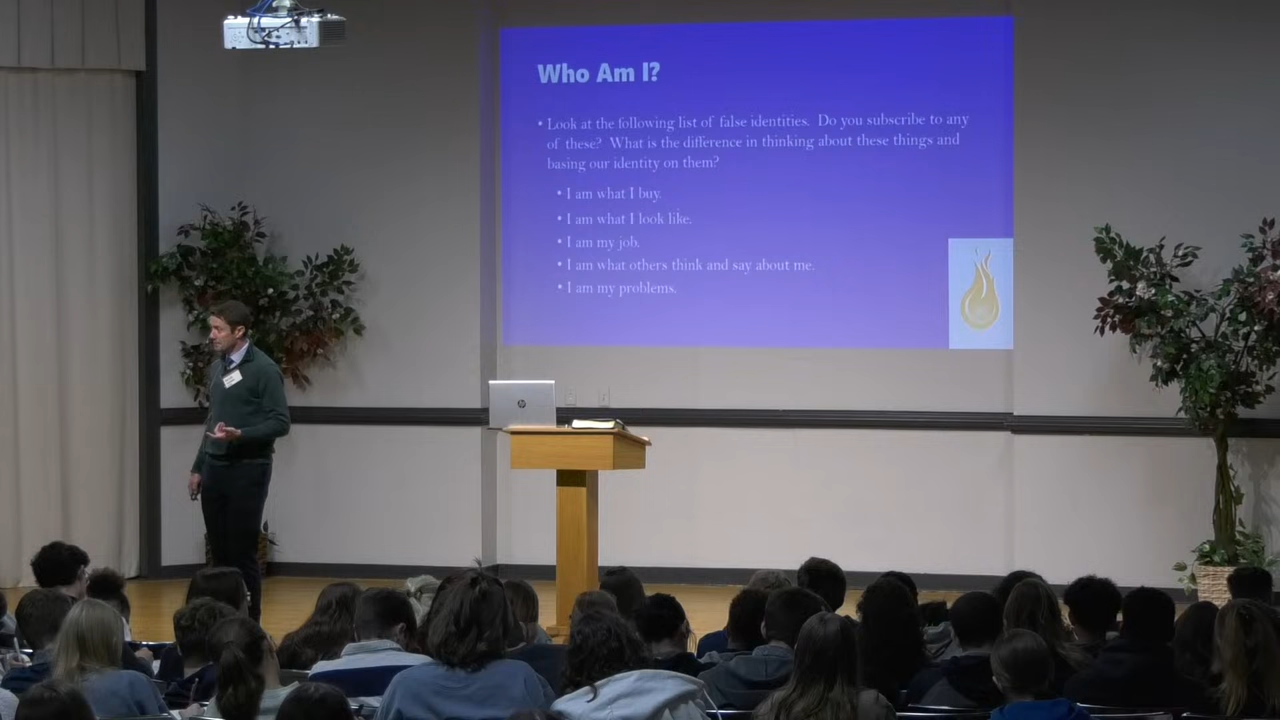 Who Am I?
• Look at the following list of false identities.  Do you subscribe to any
of these?  What is the difference in thinking about these things and
basing our identity on them?
• I am what I buy.
• I am what I look like.
• I am my job.
• I am what others think and say about me.
• I am my problems.
hp